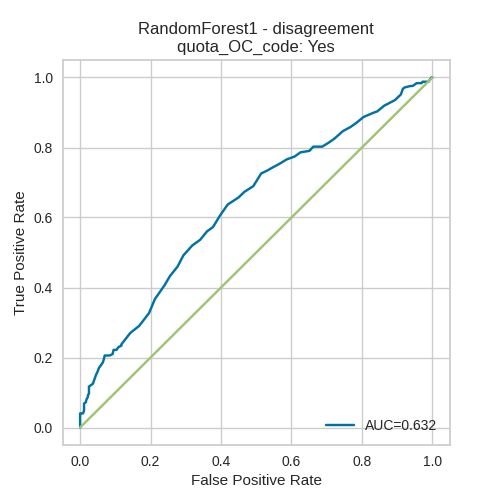 RandomForest1 - disagreement
quota_OC_code: Yes
1.0
0.8
0.6
0.4
0.2
0.0
True Positive Rate
AUC=0.632
0.0 0.2 0.4 0.6 0.8 1.0
False Positive Rate